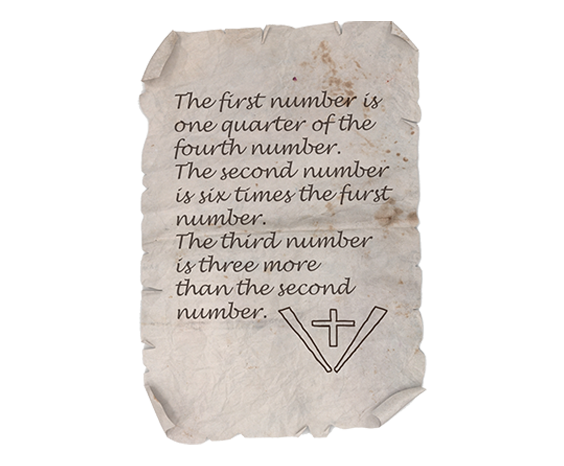 The first number is
one quarter of the
fourth number.
The second number
is six times the furst
number.
The third number
is three more
than the second
number.